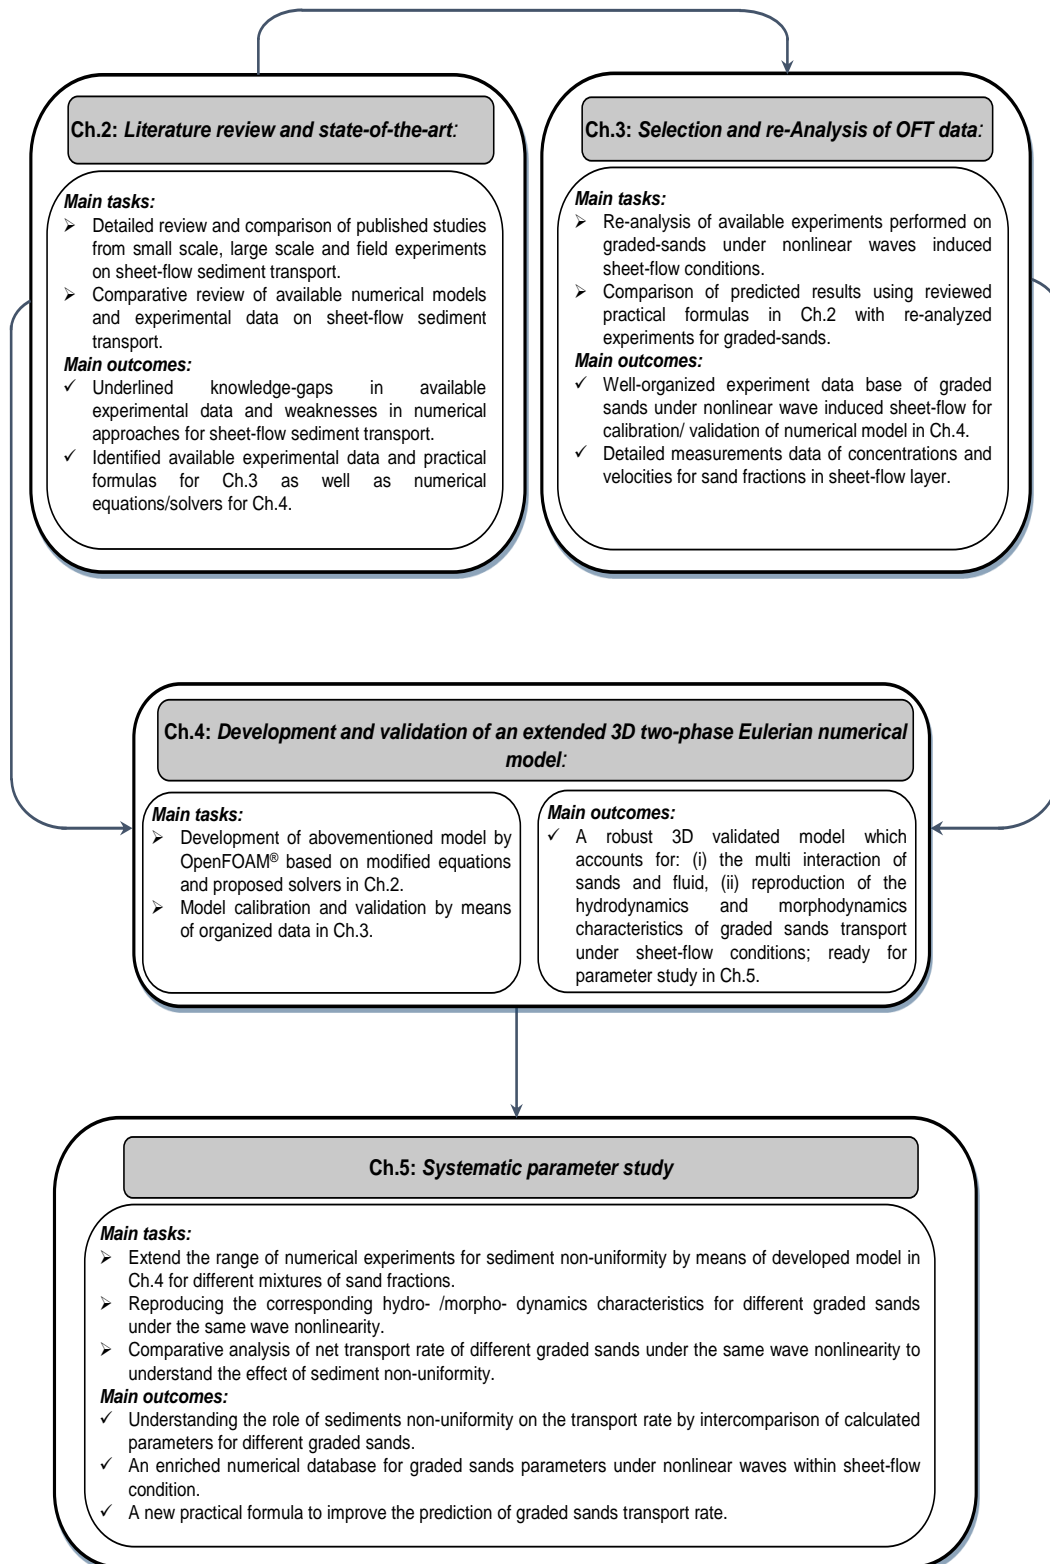 Ch.2: Literature review and state-of-the-art:
Main tasks:
➢ Detailed review and comparison of published studies
from small scale, large scale and field experiments
on sheet-flow sediment transport.
➢ Comparative review of available numerical models
and experimental data on sheet-flow sediment
transport.
Main outcomes:
✓ Underlined knowledge-gaps in available
experimental data and weaknesses in numerical
approaches for sheet-flow sediment transport.
✓ Identified available experimental data and practical
formulas for Ch.3 as well as numerical
equations/solvers for Ch.4.
Ch.3: Selection and re-Analysis of OFT data:
Main tasks:
➢ Re-analysis of available experiments performed on
graded-sands under nonlinear waves induced
sheet-flow conditions.
➢ Comparison of predicted results using reviewed
practical formulas in Ch.2 with re-analyzed
experiments for graded-sands.
Main outcomes:
✓ Well-organized experiment data base of graded
sands under nonlinear wave induced sheet-flow for
calibration/ validation of numerical model in Ch.4.
✓ Detailed measurements data of concentrations and
velocities for sand fractions in sheet-flow layer.
Ch.4: Development and validation of an extended 3D two-phase Eulerian numerical
model:
Main tasks:
➢ Development of abovementioned model by
OpenFOAM® based on modified equations
and proposed solvers in Ch.2.
➢ Model calibration and validation by means
of organized data in Ch.3.
Main outcomes:
✓ A robust 3D validated model which
accounts for: (i) the multi interaction of
sands and fluid, (ii) reproduction of the
hydrodynamics and morphodynamics
characteristics of graded sands transport
under sheet-flow conditions; ready for
parameter study in Ch.5.
Ch.5: Systematic parameter study
Main tasks:
➢ Extend the range of numerical experiments for sediment non-uniformity by means of developed model in
Ch.4 for different mixtures of sand fractions.
➢ Reproducing the corresponding hydro- /morpho- dynamics characteristics for different graded sands
under the same wave nonlinearity.
➢ Comparative analysis of net transport rate of different graded sands under the same wave nonlinearity to
understand the effect of sediment non-uniformity.
Main outcomes:
✓ Understanding the role of sediments non-uniformity on the transport rate by intercomparison of calculated
parameters for different graded sands.
✓ An enriched numerical database for graded sands parameters under nonlinear waves within sheet-flow
condition.
✓ A new practical formula to improve the prediction of graded sands transport rate.